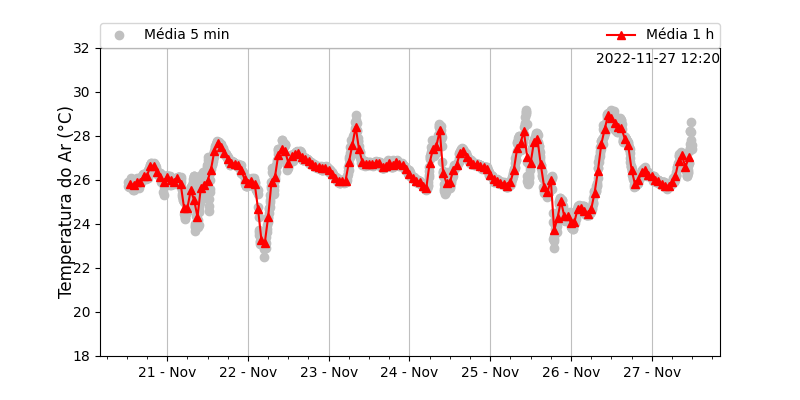 Média 5 min
Média 1 h
2022-11-27 12:20
Temperatura do Ar (°C)
32
30
28
26
24
22
20
18
21 - Nov
22 - Nov
23 - Nov
24 - Nov
25 - Nov
26 - Nov
27 - Nov